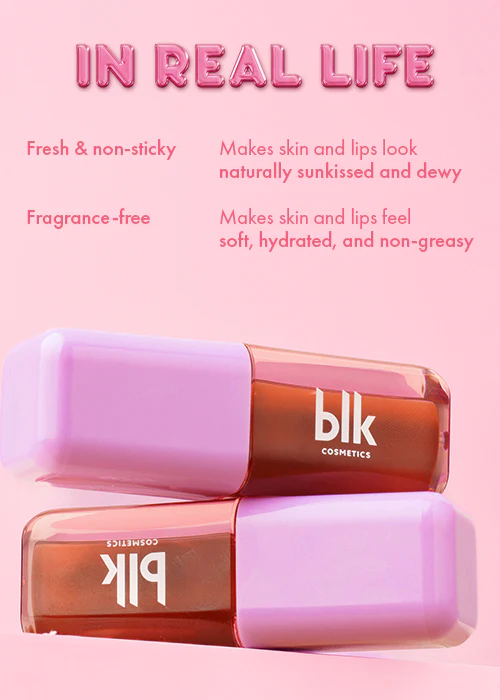 IN REAL LIFE
Fresh & non-sticky
Makes skin and lips look
naturally sunkissed and dewy
Fragrance-free
Makes skin and lips feel
soft, hydrated, and non-greasy
blk
COSMETICS
blk
COSMETICS